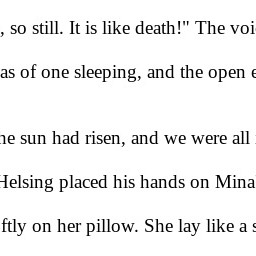 , so still. It is like death!" The voi
as of one sleeping, and the open e
he sun had risen, and we were all
Helsing placed his hands on Mina'
ftly on her pillow. She lay like a s